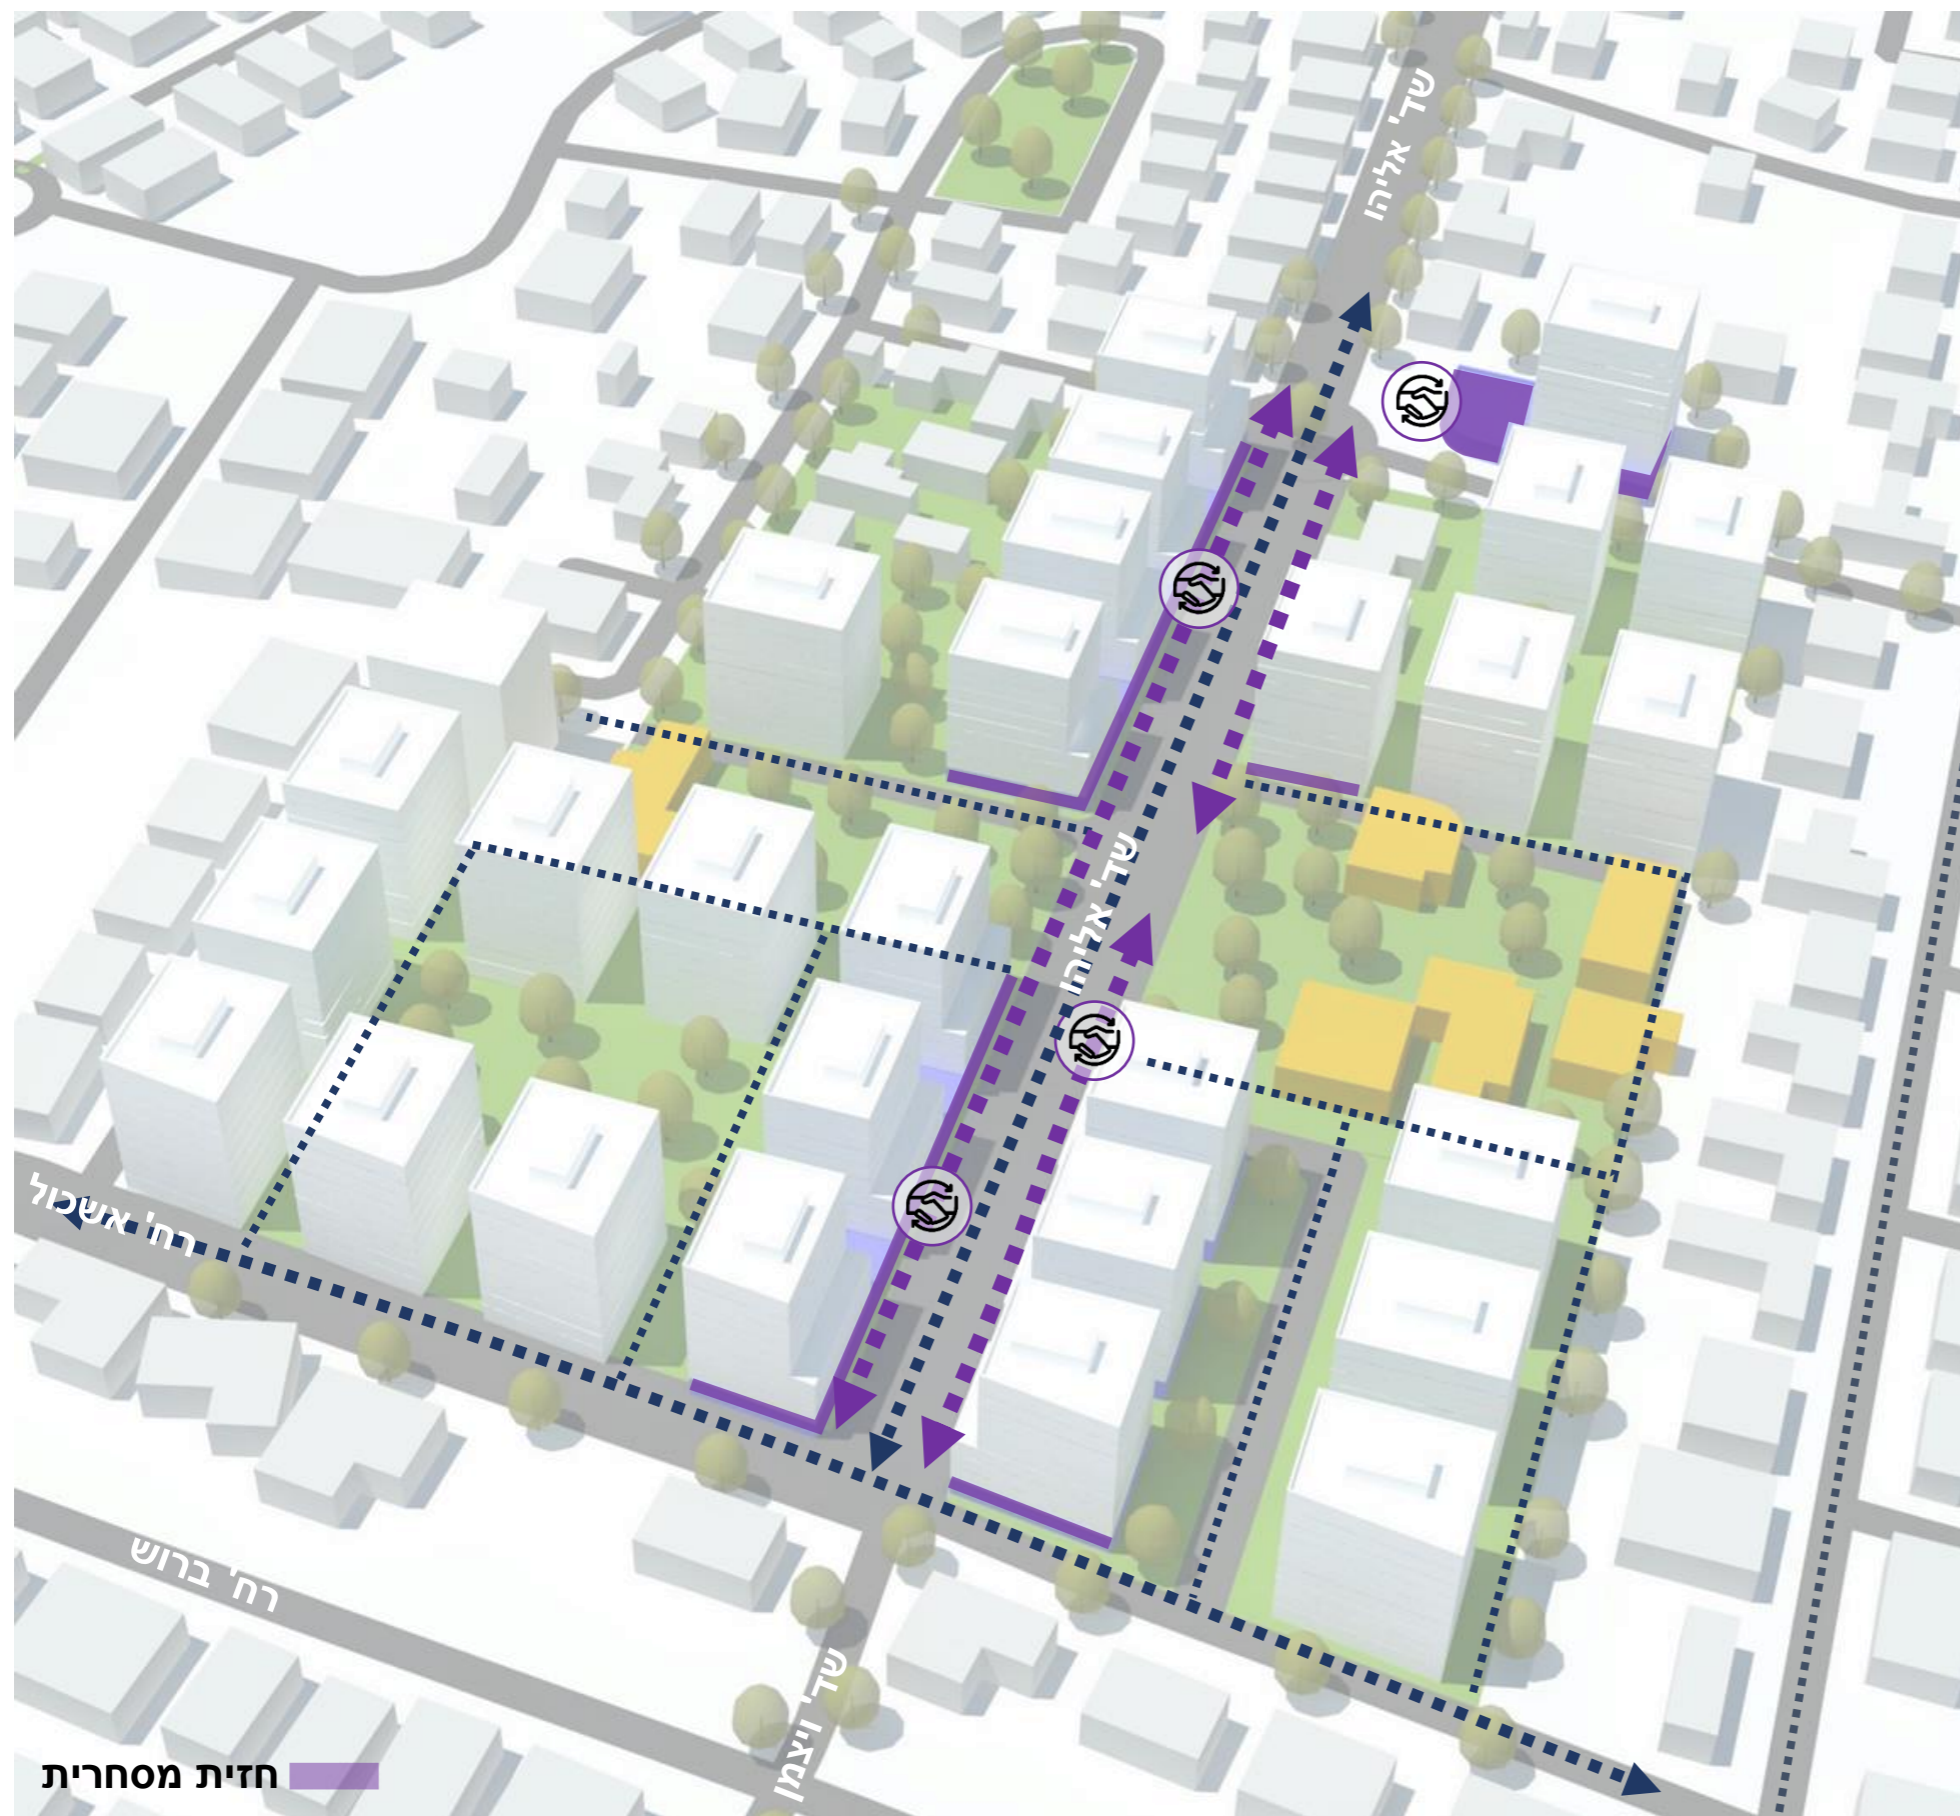 שד' אליהו
שד' אליהו
רח' אשכול
רח' ברוש
שד' ויצמן
חזית מסחרית